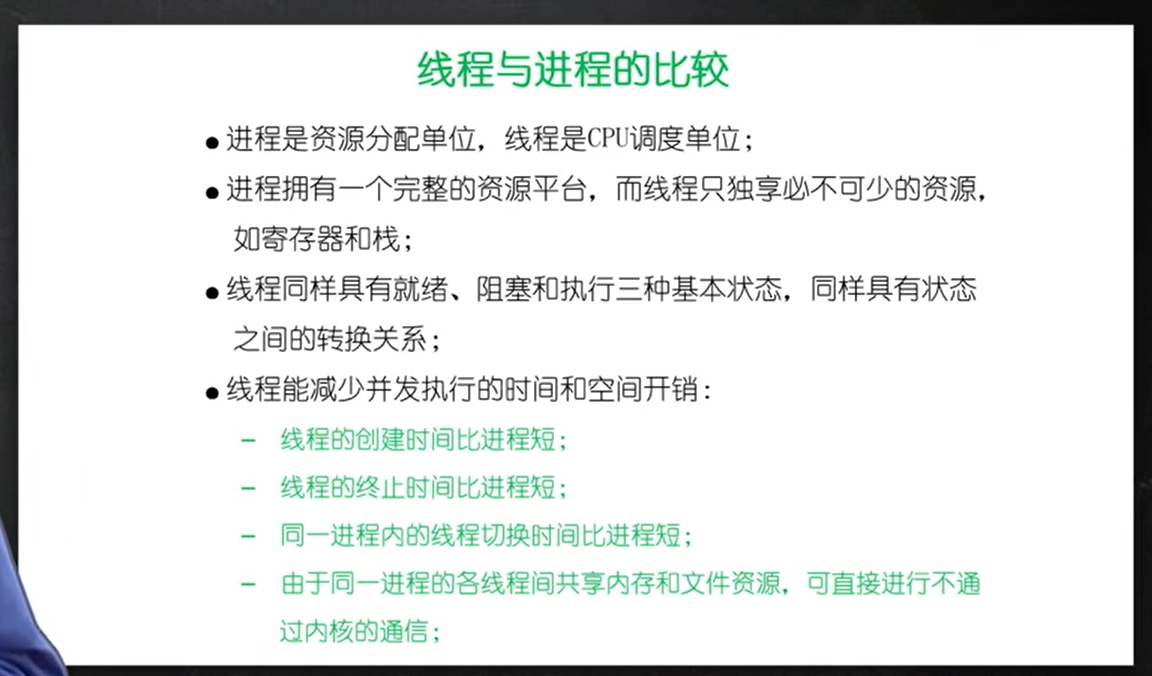 线程与进程的比较
● 进程是资源分配单位，线程是CPU调度单位；
● 进程拥有一个完整的资源平台，而线程只独享必不可少的资源，
如寄存器和栈；
● 线程同样具有就绪、阻塞和执行三种基本状态，同样具有状态
之间的转换关系；
● 线程能减少并发执行的时间和空间开销：
– 线程的创建时间比进程短；
– 线程的终止时间比进程短；
– 同一进程内的线程切换时间比进程短；
– 由于同一进程的各线程间共享内存和文件资源，可直接进行不通
过内核的通信；